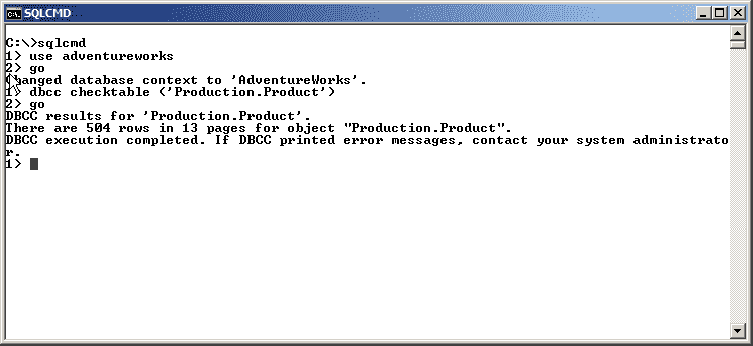 SQLCMD
C:\>sqlcmd
1> use adventureworks
2> go
Changed database context to 'AdventureWorks'.
1> dbcc checktable ('Production.Product')
2> go
DBCC results for 'Production.Product'.
There are 504 rows in 13 pages for object "Production.Product".
DBCC execution completed. If DBCC printed error messages, contact your system administrato
r.
1>